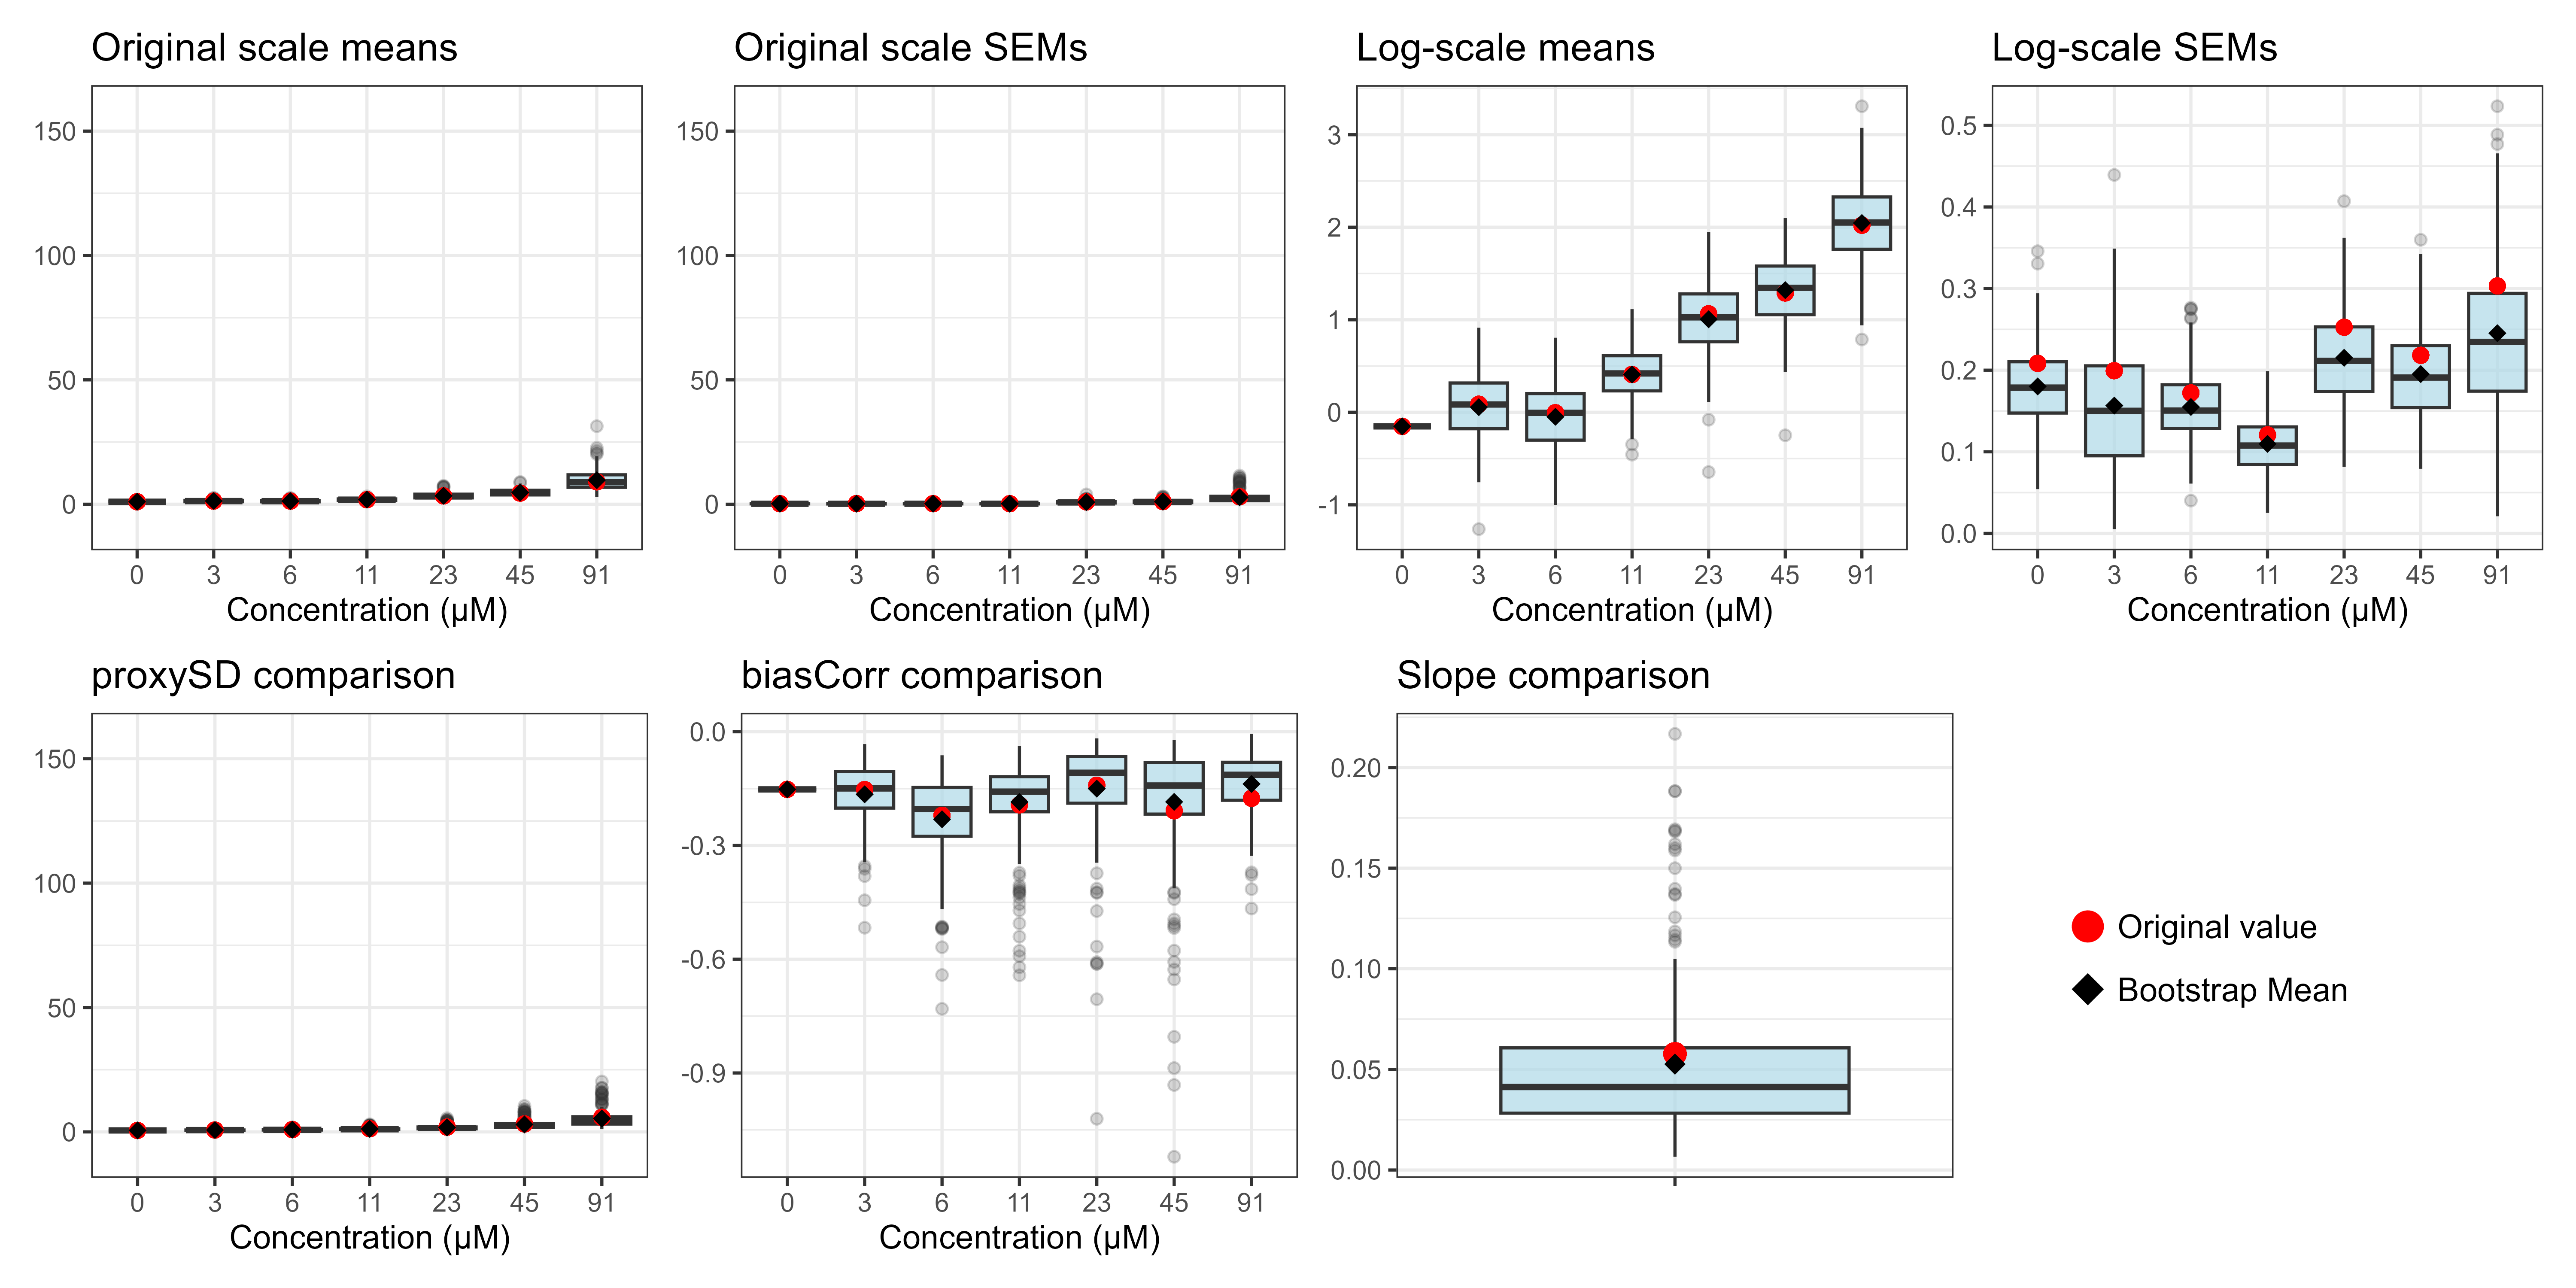 Original scale means
Original scale SEMs
Log-scale means
Log-scale SEMs
150
100
50
0
0 3 6 11 23 45 91
Concentration (µM)
150
100
50
0
0 3 6 11 23 45 91
Concentration (µM)
3
2
1
0
-1
0 3 6 11 23 45 91
Concentration (µM)
0.5
0.4
0.3
0.2
0.1
0.0
0 3 6 11 23 45 91
Concentration (µM)
proxySD comparison
biasCorr comparison
Slope comparison
150
100
50
0
0 3 6 11 23 45 91
Concentration (µM)
0.0
-0.3
-0.6
-0.9
0 3 6 11 23 45 91
Concentration (µM)
0.20
0.15
0.10
0.05
0.00
Original value
Bootstrap Mean